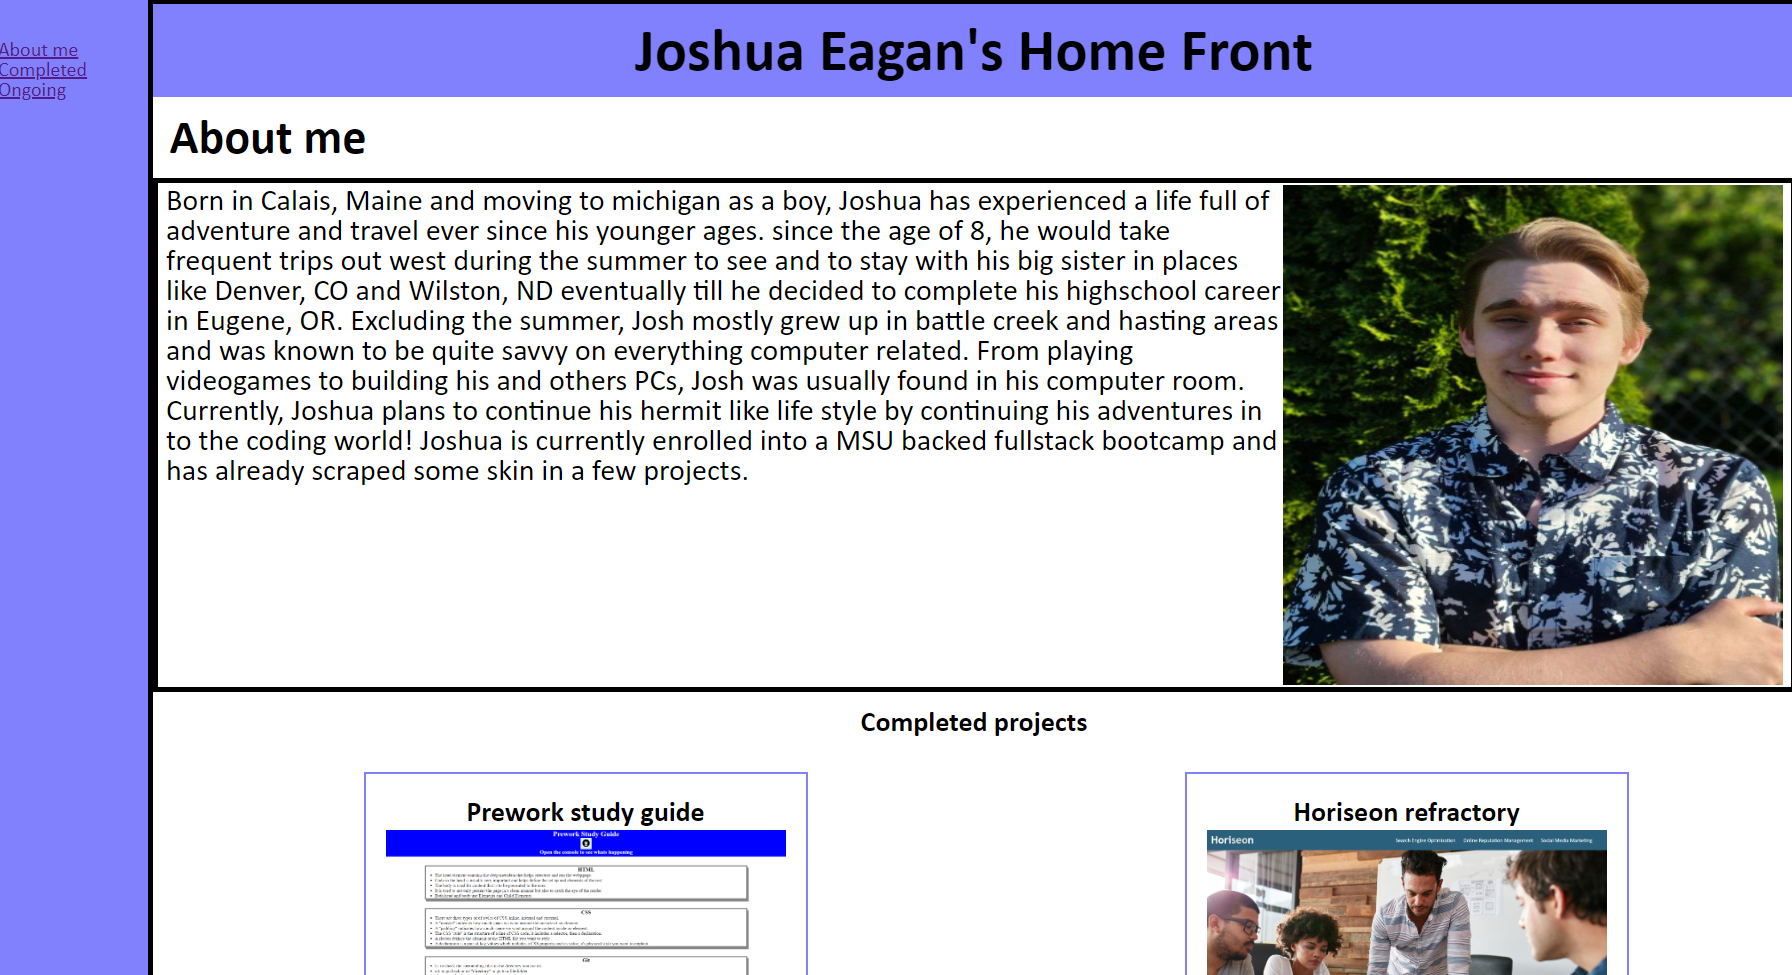 About me
Completed
Ongoing
Joshua Eagan's Home Front
About me
Born in Calais, Maine and moving to michigan as a boy, Joshua has experienced a life full of
adventure and travel ever since his younger ages. since the age of 8, he would take
frequent trips out west during the summer to see and to stay with his big sister in places
like Denver, CO and Wilston, ND eventually till he decided to complete his highschool career
in Eugene, OR. Excluding the summer, Josh mostly grew up in battle creek and hasting areas
and was known to be quite savvy on everything computer related. From playing
videogames to building his and others PCs, Josh was usually found in his computer room.
Currently, Joshua plans to continue his hermit like life style by continuing his adventures in
to the coding world! Joshua is currently enrolled into a MSU backed fullstack bootcamp and
has already scraped some skin in a few projects.
Completed projects
Prework study guide
Prework Study Guide
Open the console to see whats happening
HTML
CSS
Git
Horiseon refractory
Horiseon
Search Engine Optimization Online Reputation Management Social Media Marketing